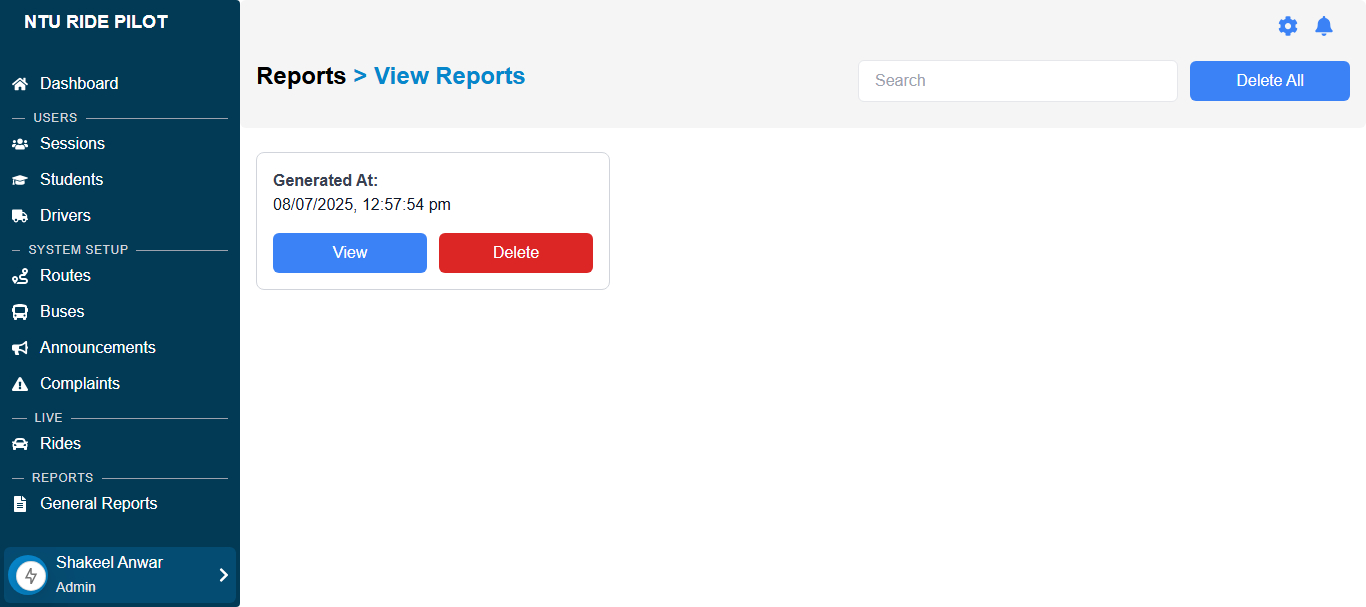 NTU RIDE PILOT
Dashboard
USERS
Sessions
Students
Drivers
SYSTEM SETUP
Routes
Buses
Announcements
Complaints
LIVE
Rides
REPORTS
General Reports
Shakeel Anwar
Admin
Reports > View Reports
Search
Delete All
Generated At:
08/07/2025, 12:57:54 pm
View
Delete